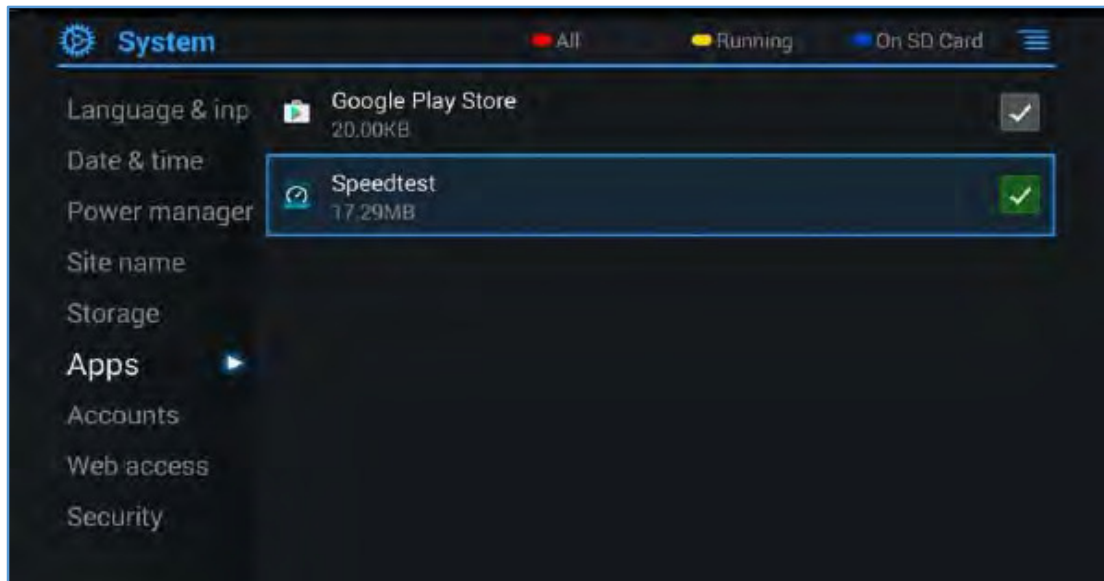 System
All
Running
On SD Card
Language & inp
Date & time
Power manager
Site name
Storage
Apps
Accounts
Web access
Security
Google Play Store
20.00KB
Speedtest
17.29MB